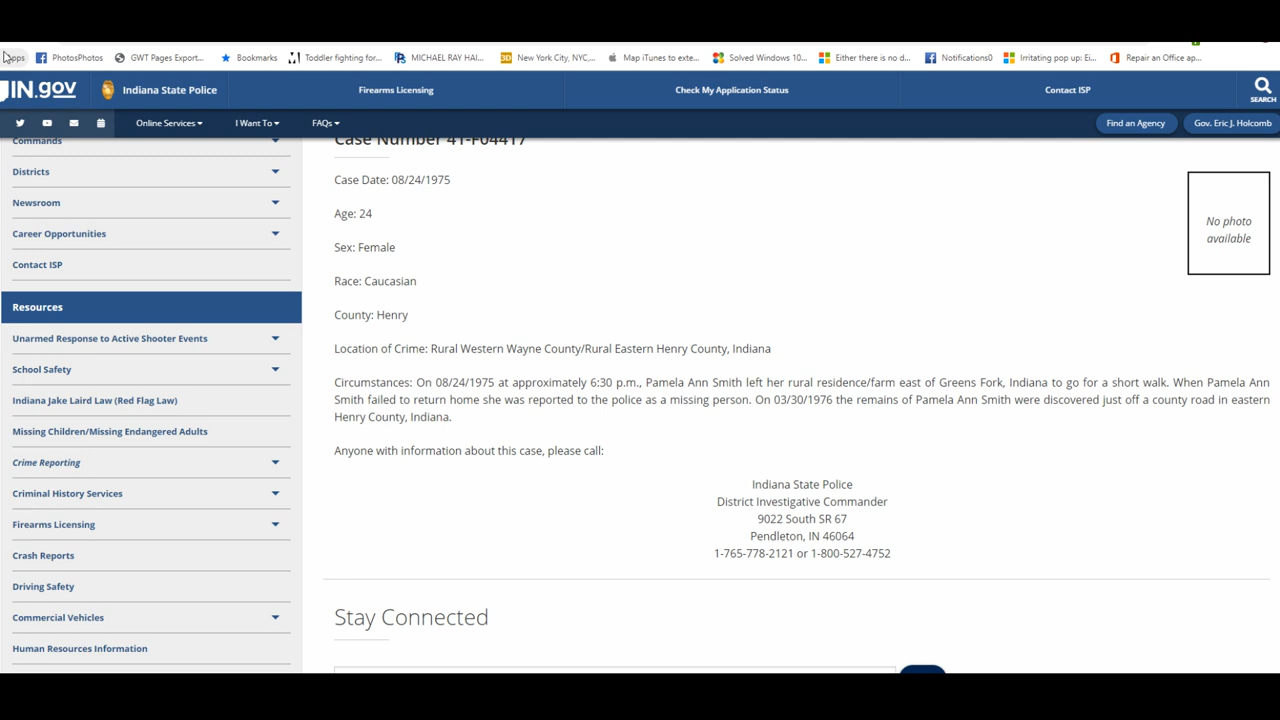 Apps PhotosPhotos GWT Pages Export... Bookmarks Toddler fighting for... MICHAEL RAY HAI... New York City, NYC,... Map iTunes to exte... Solved Windows 10... Either there is no d... Notifications0 Irritating pop up: Ei... Repair an Office ap...
IN.gov Indiana State Police Firearms Licensing Check My Application Status Contact ISP SEARCH
Online Services I Want To FAQs Find an Agency Gov. Eric J. Holcomb
Commands
Districts
Newsroom
Career Opportunities
Contact ISP
Resources
Unarmed Response to Active Shooter Events
School Safety
Indiana Jake Laird Law (Red Flag Law)
Missing Children/Missing Endangered Adults
Crime Reporting
Criminal History Services
Firearms Licensing
Crash Reports
Driving Safety
Commercial Vehicles
Human Resources Information
Case Number 41-F04417
Case Date: 08/24/1975
Age: 24
Sex: Female
Race: Caucasian
County: Henry
Location of Crime: Rural Western Wayne County/Rural Eastern Henry County, Indiana
Circumstances: On 08/24/1975 at approximately 6:30 p.m., Pamela Ann Smith left her rural residence/farm east of Greens Fork, Indiana to go for a short walk. When Pamela Ann
Smith failed to return home she was reported to the police as a missing person. On 03/30/1976 the remains of Pamela Ann Smith were discovered just off a county road in eastern
Henry County, Indiana.
Anyone with information about this case, please call:
Indiana State Police
District Investigative Commander
9022 South SR 67
Pendleton, IN 46064
1-765-778-2121 or 1-800-527-4752
No photo
available
Stay Connected